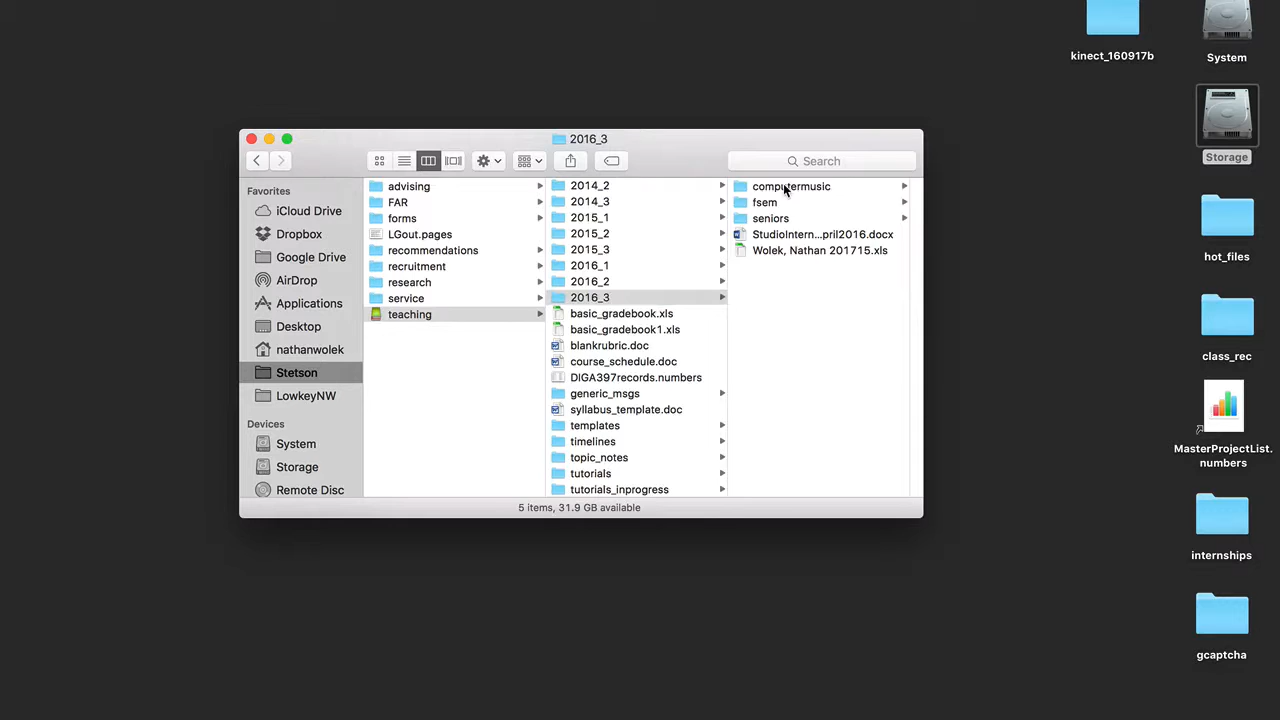 kinect_160917b
System
Storage
hot_files
class_rec
MasterProjectList.
numbers
internships
gcaptcha
2016_3
Search
Favorites
iCloud Drive
Dropbox
Google Drive
AirDrop
Applications
Desktop
nathanwolek
Stetson
LowkeyNW
Devices
System
Storage
Remote Disc
advising
FAR
forms
LGout.pages
recommendations
recruitment
research
service
teaching
2014_2
2014_3
2015_1
2015_2
2015_3
2016_1
2016_2
2016_3
basic_gradebook.xls
basic_gradebook1.xls
blankrubric.doc
course_schedule.doc
DIGA397records.numbers
generic_msgs
syllabus_template.doc
templates
timelines
topic_notes
tutorials
tutorials_inprogress
computermusic
fsem
seniors
StudioIntern...pril2016.docx
Wolek, Nathan 201715.xls
5 items, 31.9 GB available